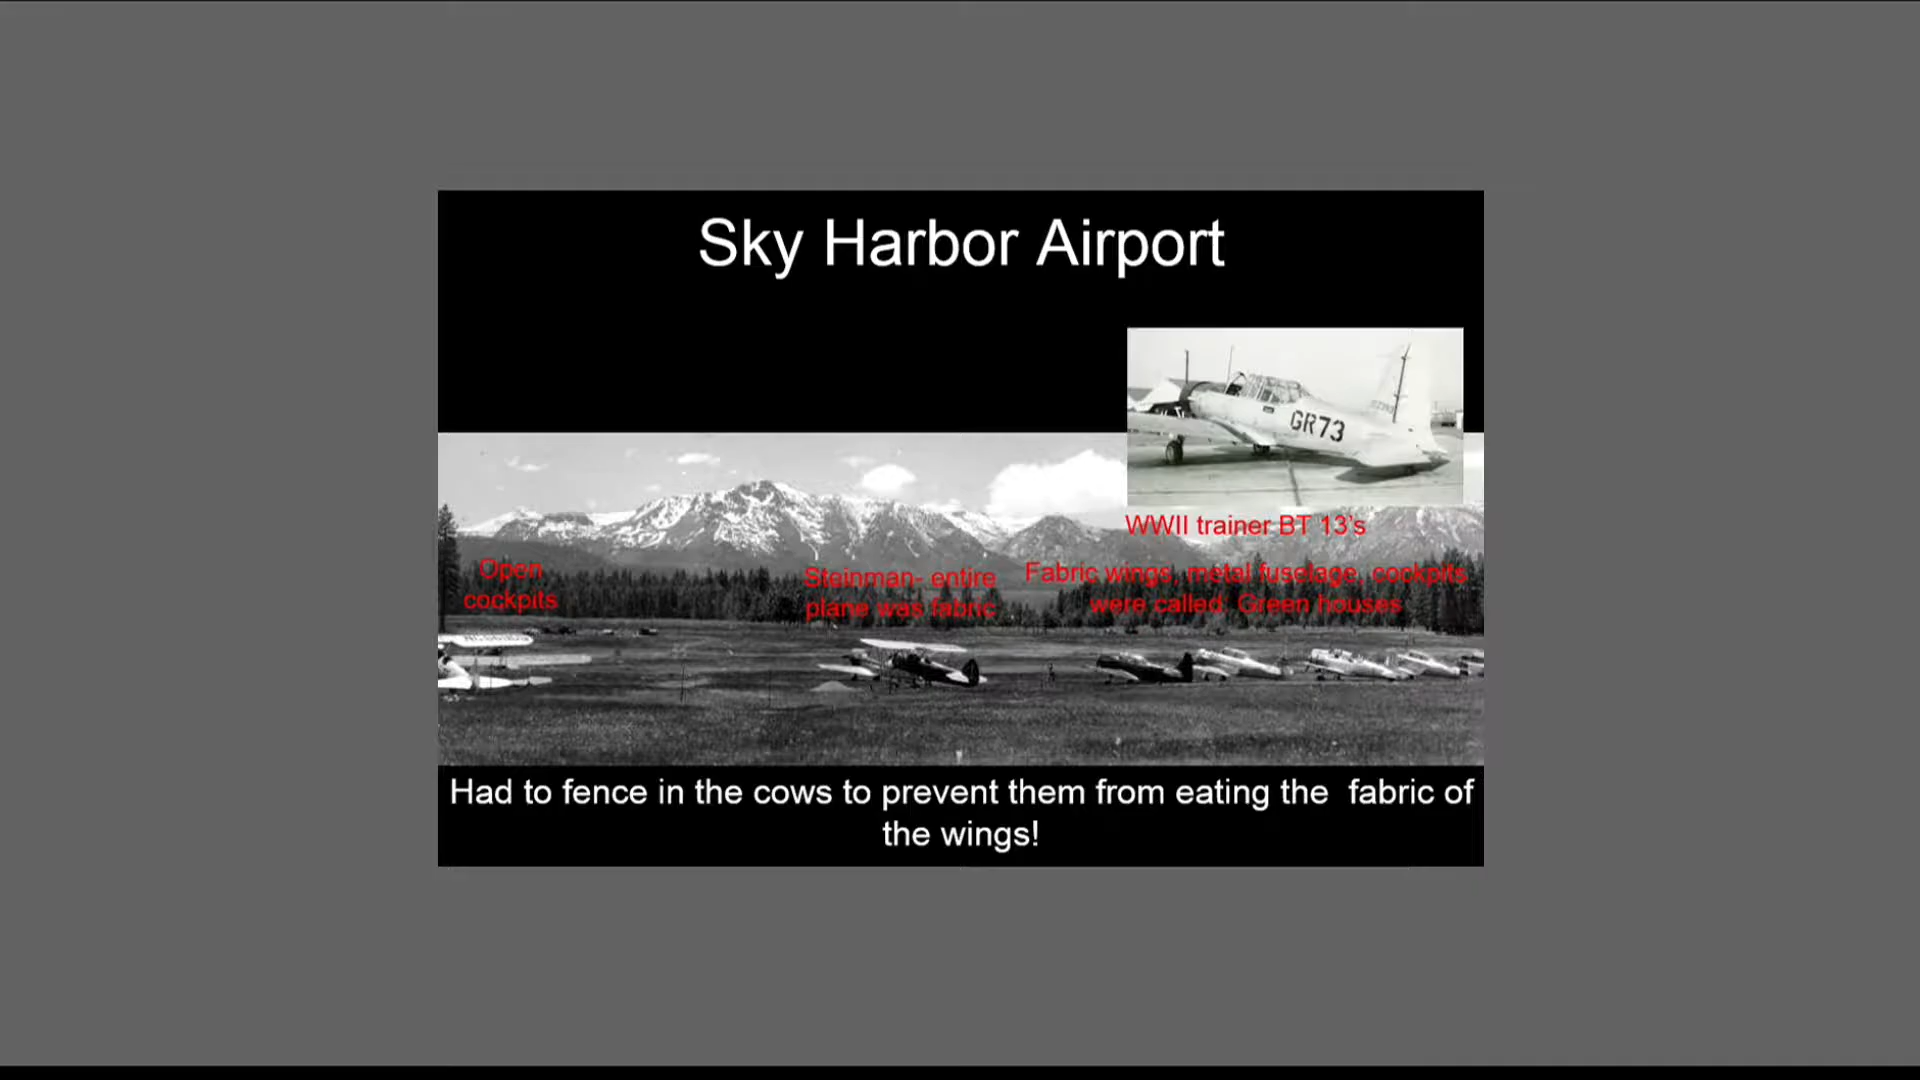 Sky Harbor Airport
GR73
WWII trainer BT 13's
Open
cockpits
Steinman- entire
plane was fabric
Fabric wings, metal fuselage, cockpits
were called. Green houses
Had to fence in the cows to prevent them from eating the  fabric of
the wings!